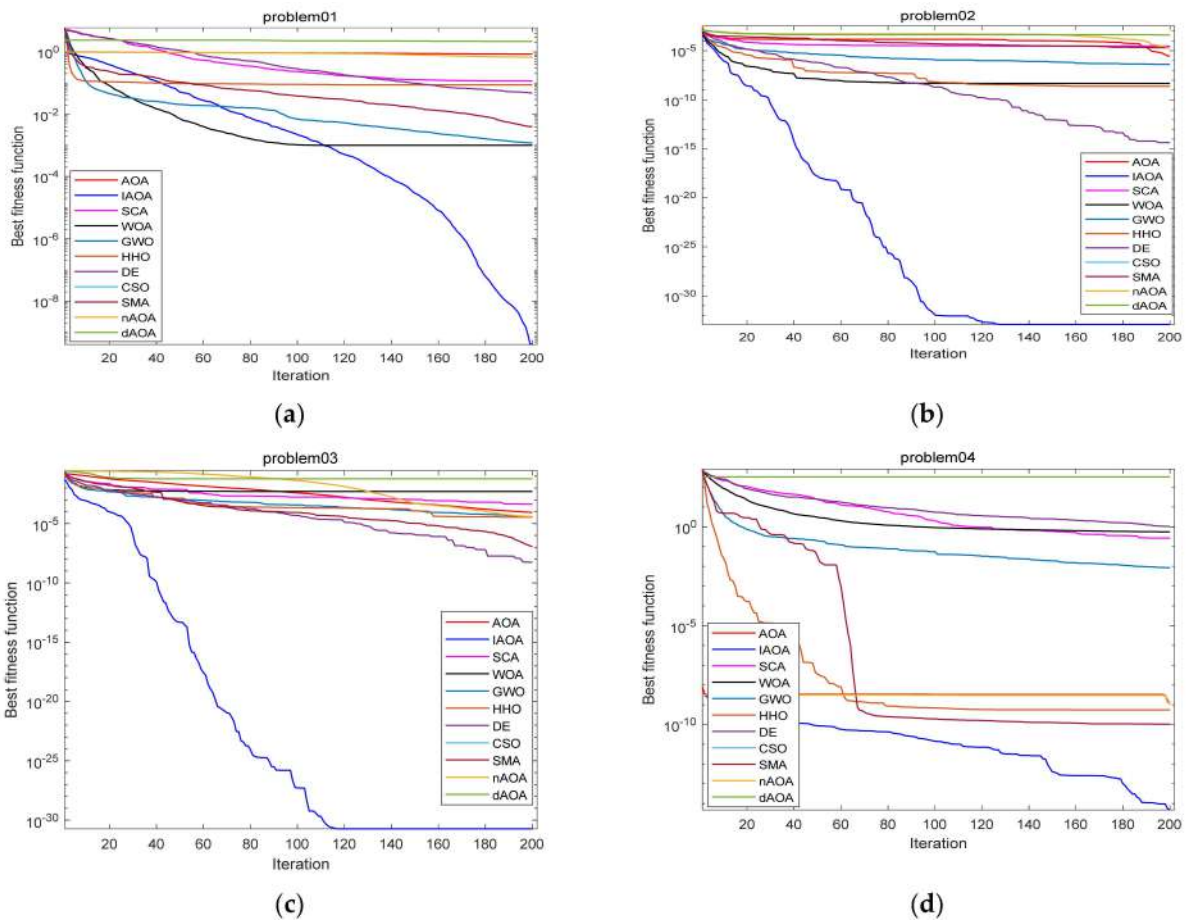 problem01
Best fitness function
10^0
10^-2
10^-4
10^-6
10^-8
AOA
IAOA
SCA
WOA
GWO
HHO
DE
CSO
SMA
nAOA
dAOA
20 40 60 80 100 120 140 160 180 200
Iteration
(a)
problem02
Best fitness function
10^-5
10^-10
10^-15
10^-20
10^-25
10^-30
AOA
IAOA
SCA
WOA
GWO
HHO
DE
CSO
SMA
nAOA
dAOA
20 40 60 80 100 120 140 160 180 200
Iteration
(b)
problem03
Best fitness function
10^-5
10^-10
10^-15
10^-20
10^-25
10^-30
AOA
IAOA
SCA
WOA
GWO
HHO
DE
CSO
SMA
nAOA
dAOA
20 40 60 80 100 120 140 160 180 200
Iteration
(c)
problem04
Best fitness function
10^0
10^-5
10^-10
AOA
IAOA
SCA
WOA
GWO
HHO
DE
CSO
SMA
nAOA
dAOA
20 40 60 80 100 120 140 160 180 200
Iteration
(d)